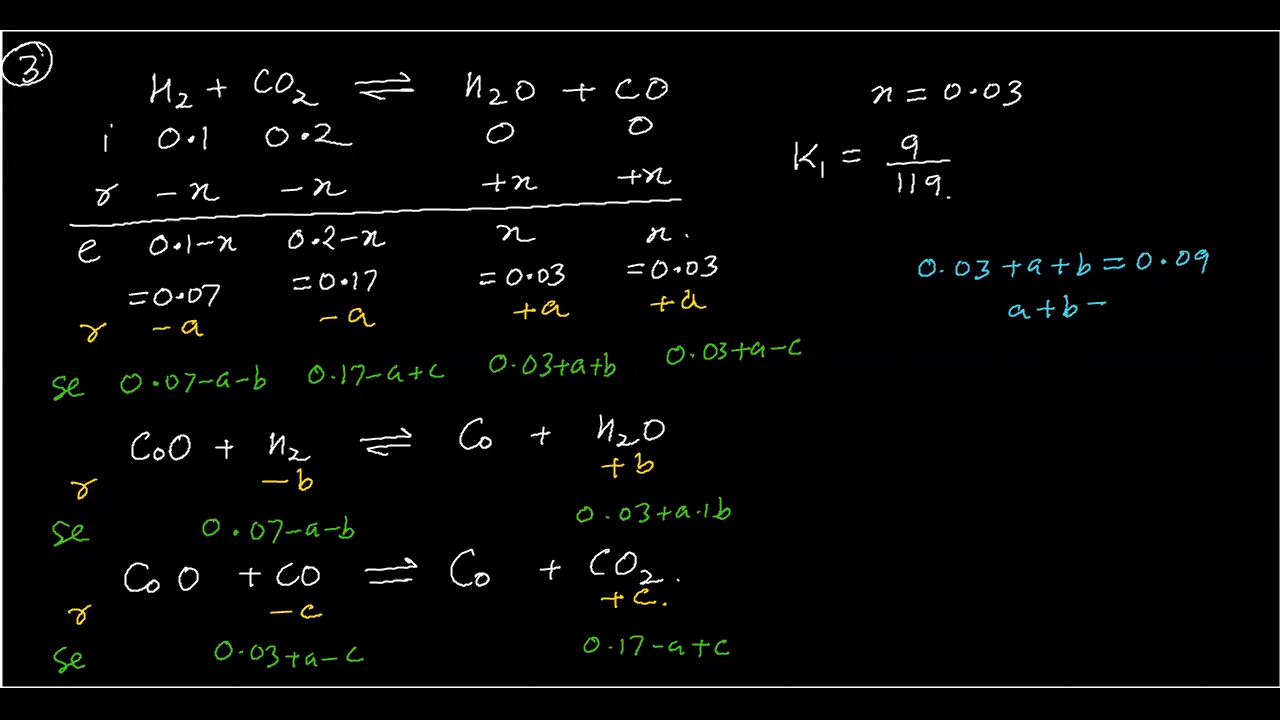 3
H₂ + CO₂ ⇌ H₂O + CO
i 0.1 0.2 0 0
r -x -x +x +x
e 0.1-x 0.2-x x x.
=0.07 =0.17 =0.03 =0.03
r -a -a +a +a
se 0.07-a-b 0.17-a+c 0.03+a+b 0.03+a-c
CoO + H₂ ⇌ Co + H₂O
r -b +b
se 0.07-a-b 0.03+a+b
CoO + CO ⇌ Co + CO₂.
r -c +c.
se 0.03+a-c 0.17-a+c
x = 0.03
K₁ = 9/119.
0.03+a+b = 0.09
a+b -